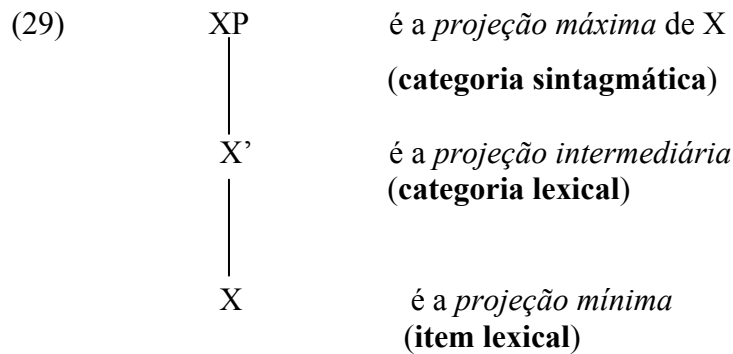 (29) XP é a projeção máxima de X
(categoria sintagmática)
X’ é a projeção intermediária
(categoria lexical)
X é a projeção mínima
(item lexical)